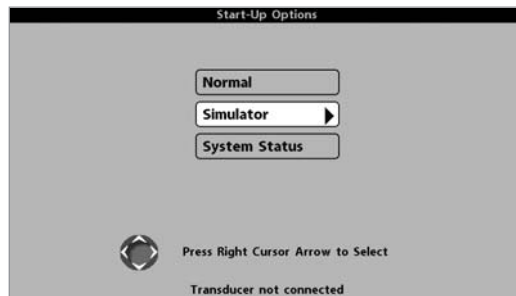 Start-Up Options
Normal
Simulator
System Status
Press Right Cursor Arrow to Select
Transducer not connected